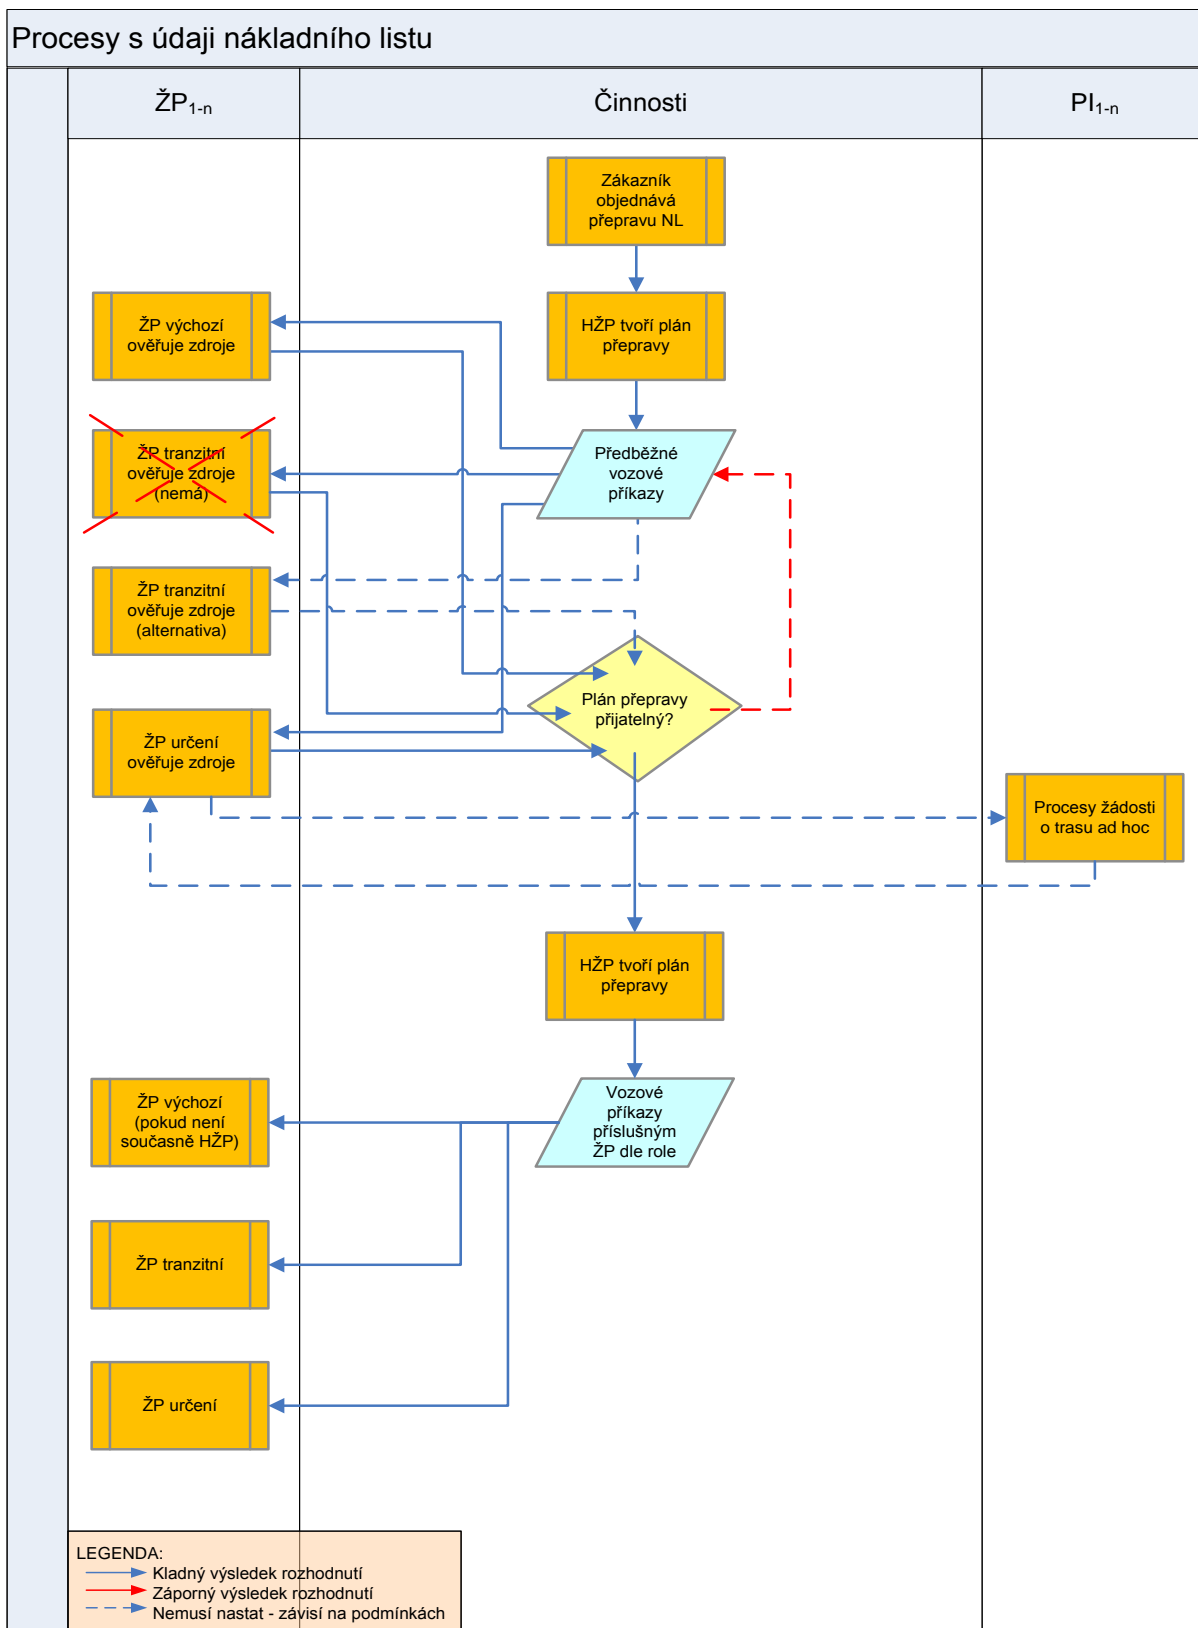 Procesy s údaji nákladního listu
ŽP1-n
Činnosti
PI1-n
Zákazník
objednává
přepravu NL
ŽP výchozí
ověřuje zdroje
HŽP tvoří plán
přepravy
ŽP tranzitní
ověřuje zdroje
(nemá)
Předběžné
vozové
příkazy
ŽP tranzitní
ověřuje zdroje
(alternativa)
Plán přepravy
přijatelný?
ŽP určení
ověřuje zdroje
Procesy žádosti
o trasu ad hoc
HŽP tvoří plán
přepravy
ŽP výchozí
(pokud není
současně HŽP)
Vozové
příkazy
příslušným
ŽP dle role
ŽP tranzitní
ŽP určení
LEGENDA:
Kladný výsledek rozhodnutí
Záporný výsledek rozhodnutí
Nemusí nastat - závisí na podmínkách